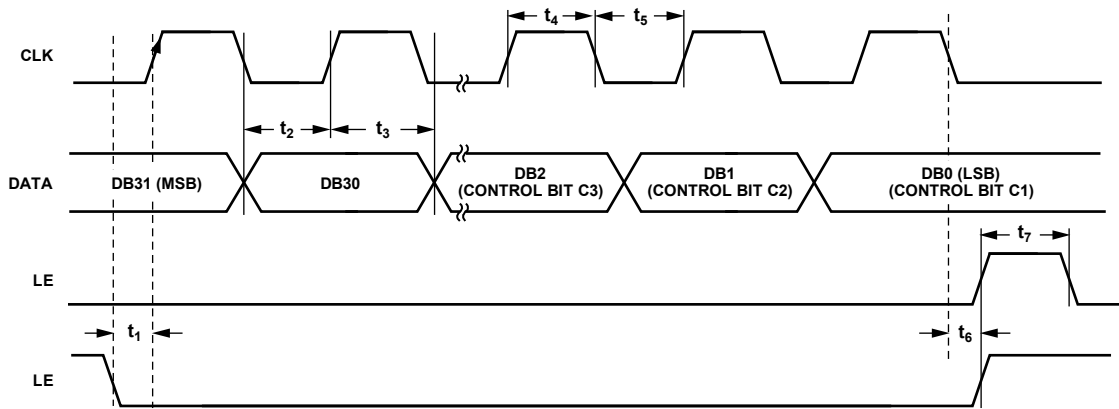 t4
t5
CLK
t2
t3
DATA
DB31 (MSB)
DB30
DB2
(CONTROL BIT C3)
DB1
(CONTROL BIT C2)
DB0 (LSB)
(CONTROL BIT C1)
t7
LE
t1
t6
LE